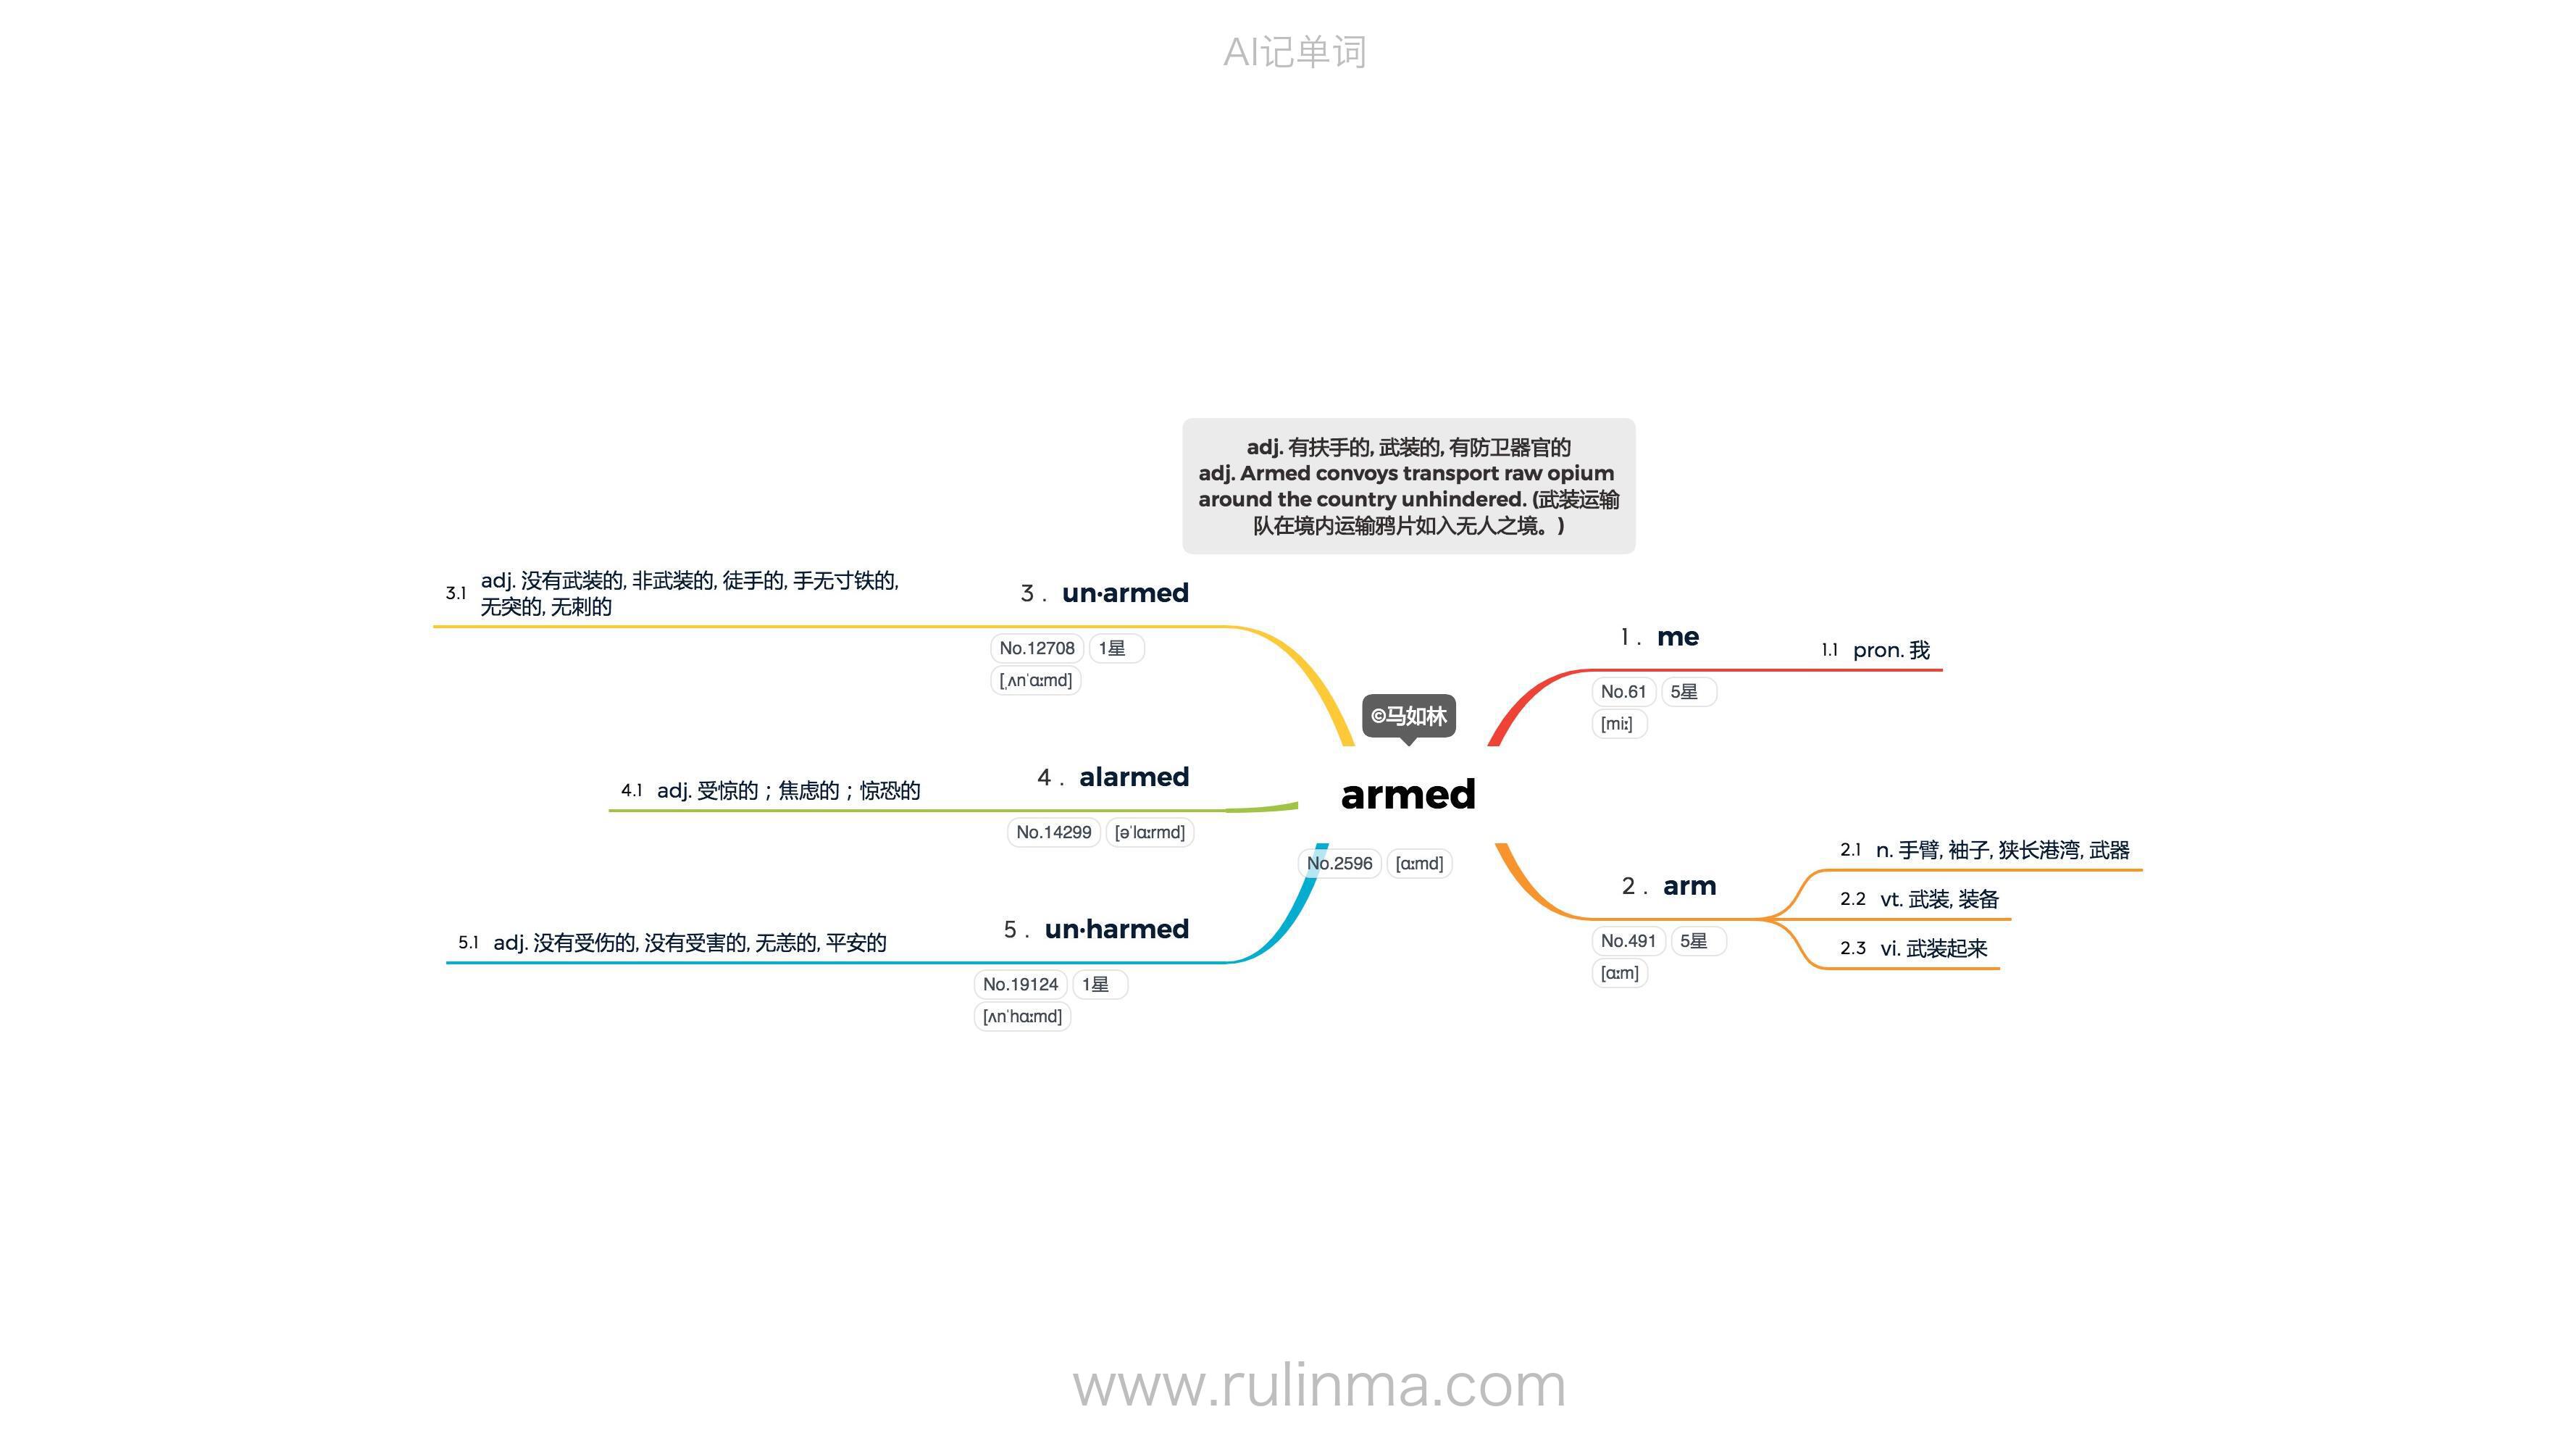 AI记单词
adj. 有扶手的, 武装的, 有防卫器官的
adj. Armed convoys transport raw opium
around the country unhindered. (武装运输
队在境内运输鸦片如入无人之境。)
©马如林
armed
No.2596 [ɑːmd]
1 . me
No.61 5星
[miː]
1.1 pron. 我
2 . arm
No.491 5星
[ɑːm]
2.1 n. 手臂, 袖子, 狭长港湾, 武器
2.2 vt. 武装, 装备
2.3 vi. 武装起来
3 . un·armed
No.12708 1星
[ˌʌnˈɑːmd]
3.1 adj. 没有武装的, 非武装的, 徒手的, 手无寸铁的,
无突的, 无刺的
4 . alarmed
No.14299 [əˈlɑːrmd]
4.1 adj. 受惊的；焦虑的；惊恐的
5 . un·harmed
No.19124 1星
[ʌnˈhɑːmd]
5.1 adj. 没有受伤的, 没有受害的, 无恙的, 平安的
www.rulinma.com